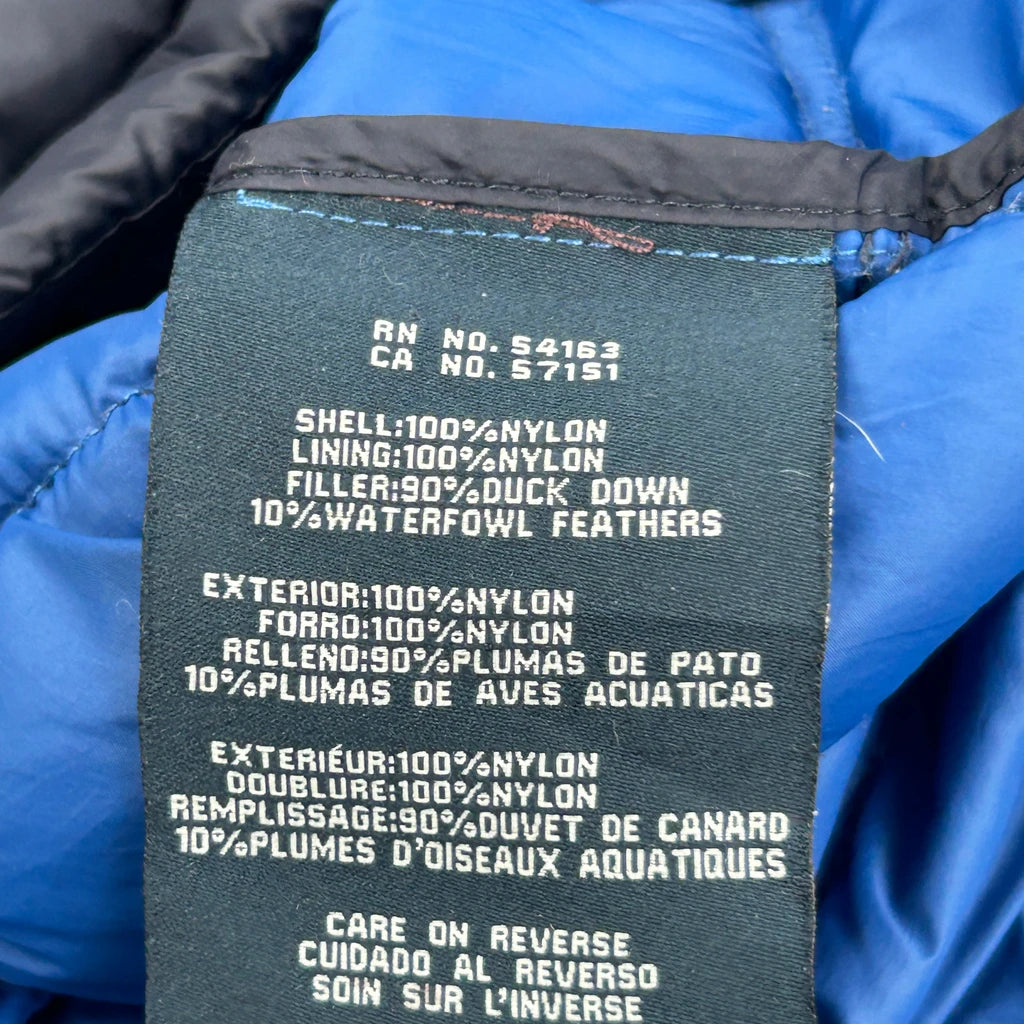 RN NO. 54163
CA NO. 57151
SHELL:100%NYLON
LINING:100%NYLON
FILLER:90%DUCK DOWN
10%WATERFOWL FEATHERS
EXTERIOR:100%NYLON
FORRO:100%NYLON
RELLENO:90%PLUMAS DE PATO
10%PLUMAS DE AVES ACUATICAS
EXTERIÉUR:100%NYLON
DOUBLURE:100%NYLON
REMPLISSAGE:90%DUVET DE CANARD
10%PLUMES D'OISEAUX AQUATIQUES
CARE ON REVERSE
CUIDADO AL REVERSO
SOIN SUR L'INVERSE